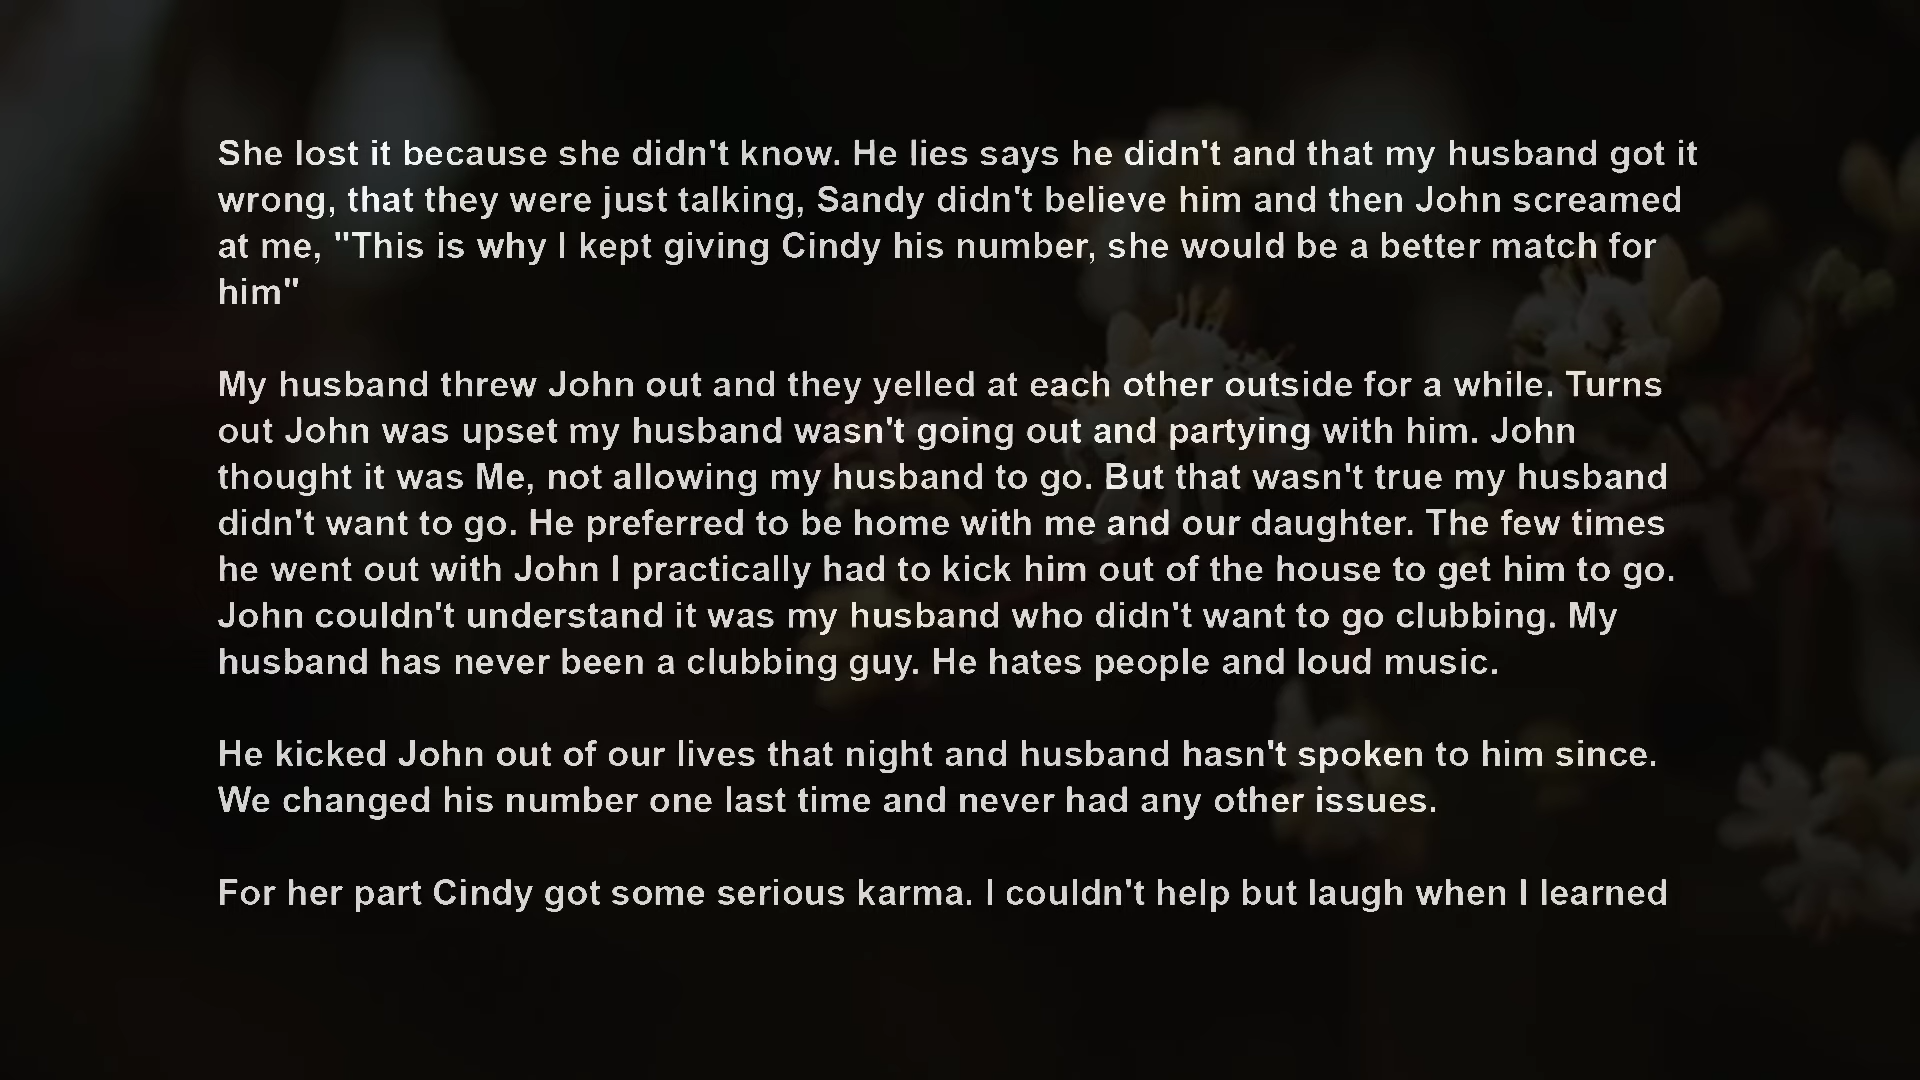 She lost it because she didn't know. He lies says he didn't and that my husband got it
wrong, that they were just talking, Sandy didn't believe him and then John screamed
at me, "This is why I kept giving Cindy his number, she would be a better match for
him"
My husband threw John out and they yelled at each other outside for a while. Turns
out John was upset my husband wasn't going out and partying with him. John
thought it was Me, not allowing my husband to go. But that wasn't true my husband
didn't want to go. He preferred to be home with me and our daughter. The few times
he went out with John I practically had to kick him out of the house to get him to go.
John couldn't understand it was my husband who didn't want to go clubbing. My
husband has never been a clubbing guy. He hates people and loud music.
He kicked John out of our lives that night and husband hasn't spoken to him since.
We changed his number one last time and never had any other issues.
For her part Cindy got some serious karma. I couldn't help but laugh when I learned